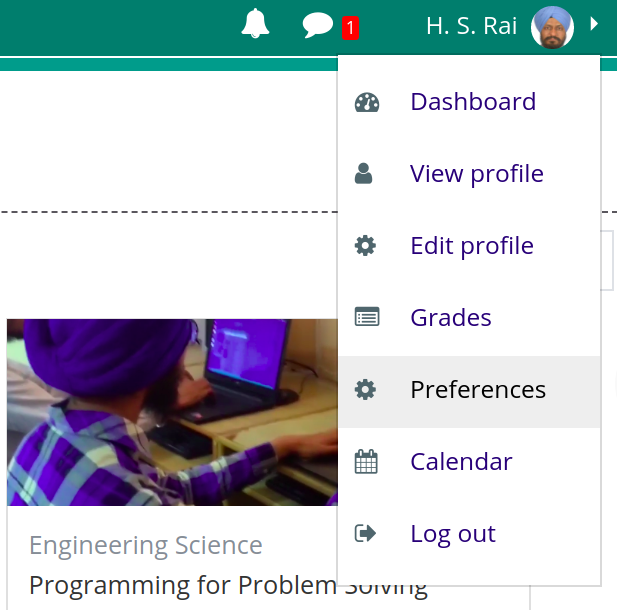 1
H. S. Rai
Dashboard
View profile
Edit profile
Grades
Preferences
Calendar
Log out
Engineering Science
Programming for Problem Solving